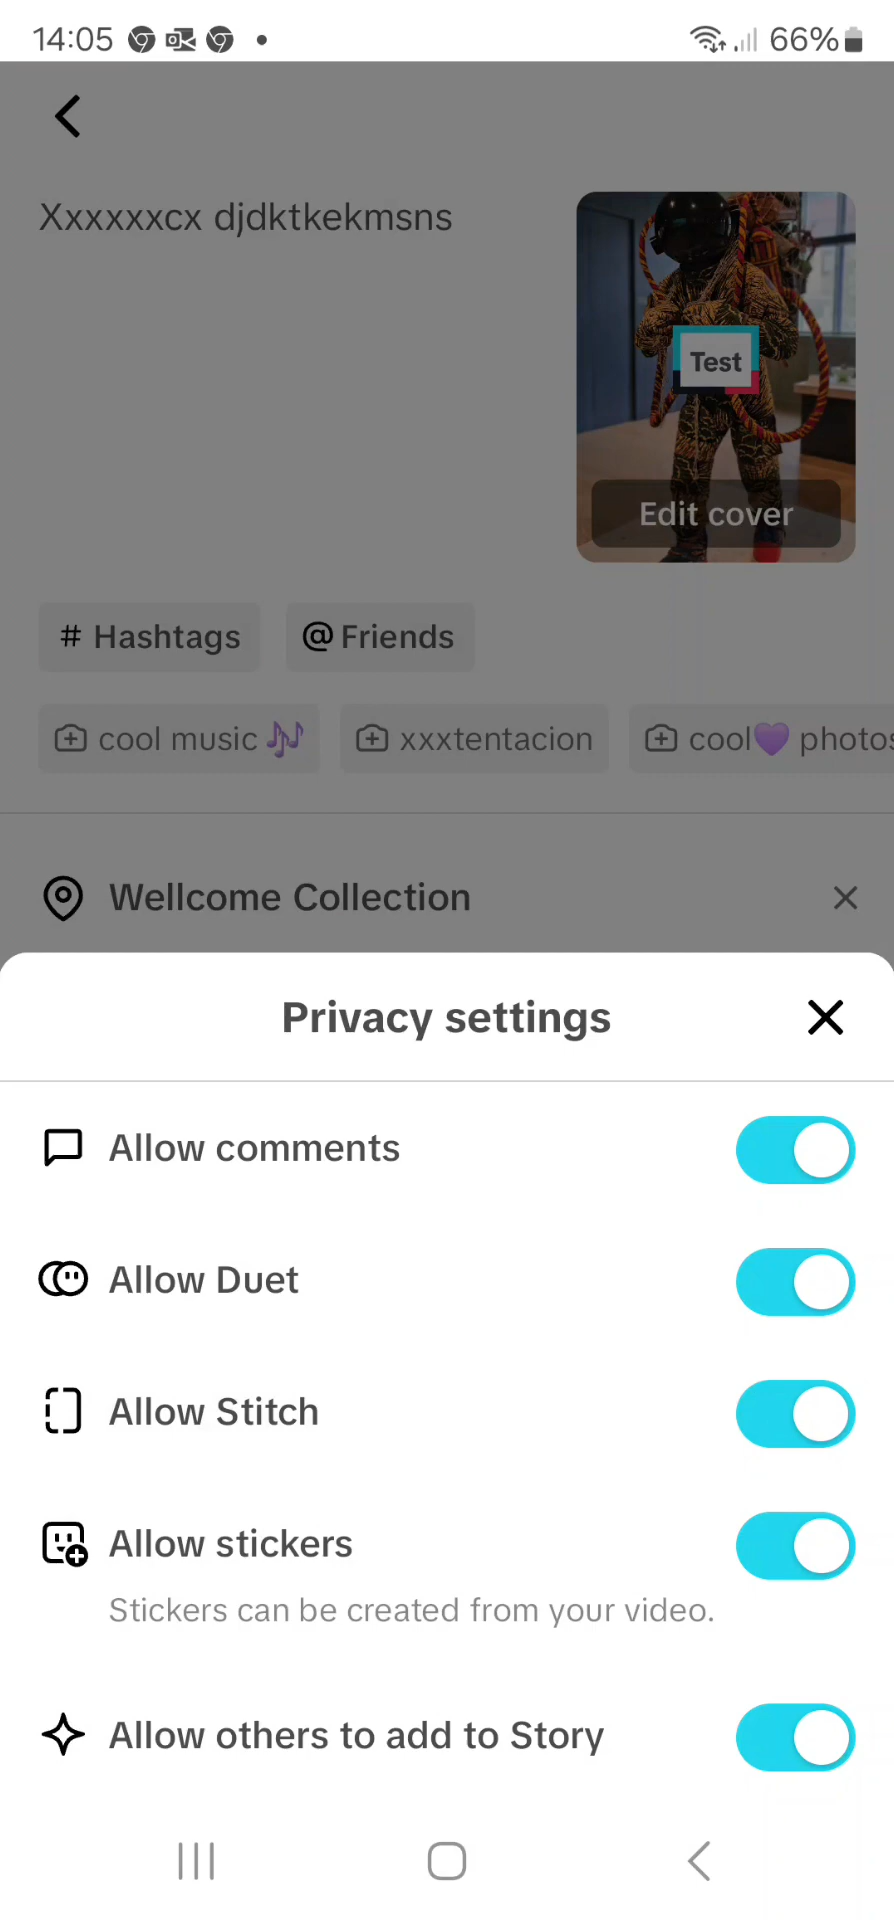 14:05
66%
Xxxxxxcx djdktkekmsns
Test
Edit cover
# Hashtags
@ Friends
cool music 🎶
xxxtentacion
cool💜 photos
Wellcome Collection
Privacy settings
Allow comments
Allow Duet
Allow Stitch
Allow stickers
Stickers can be created from your video.
Allow others to add to Story